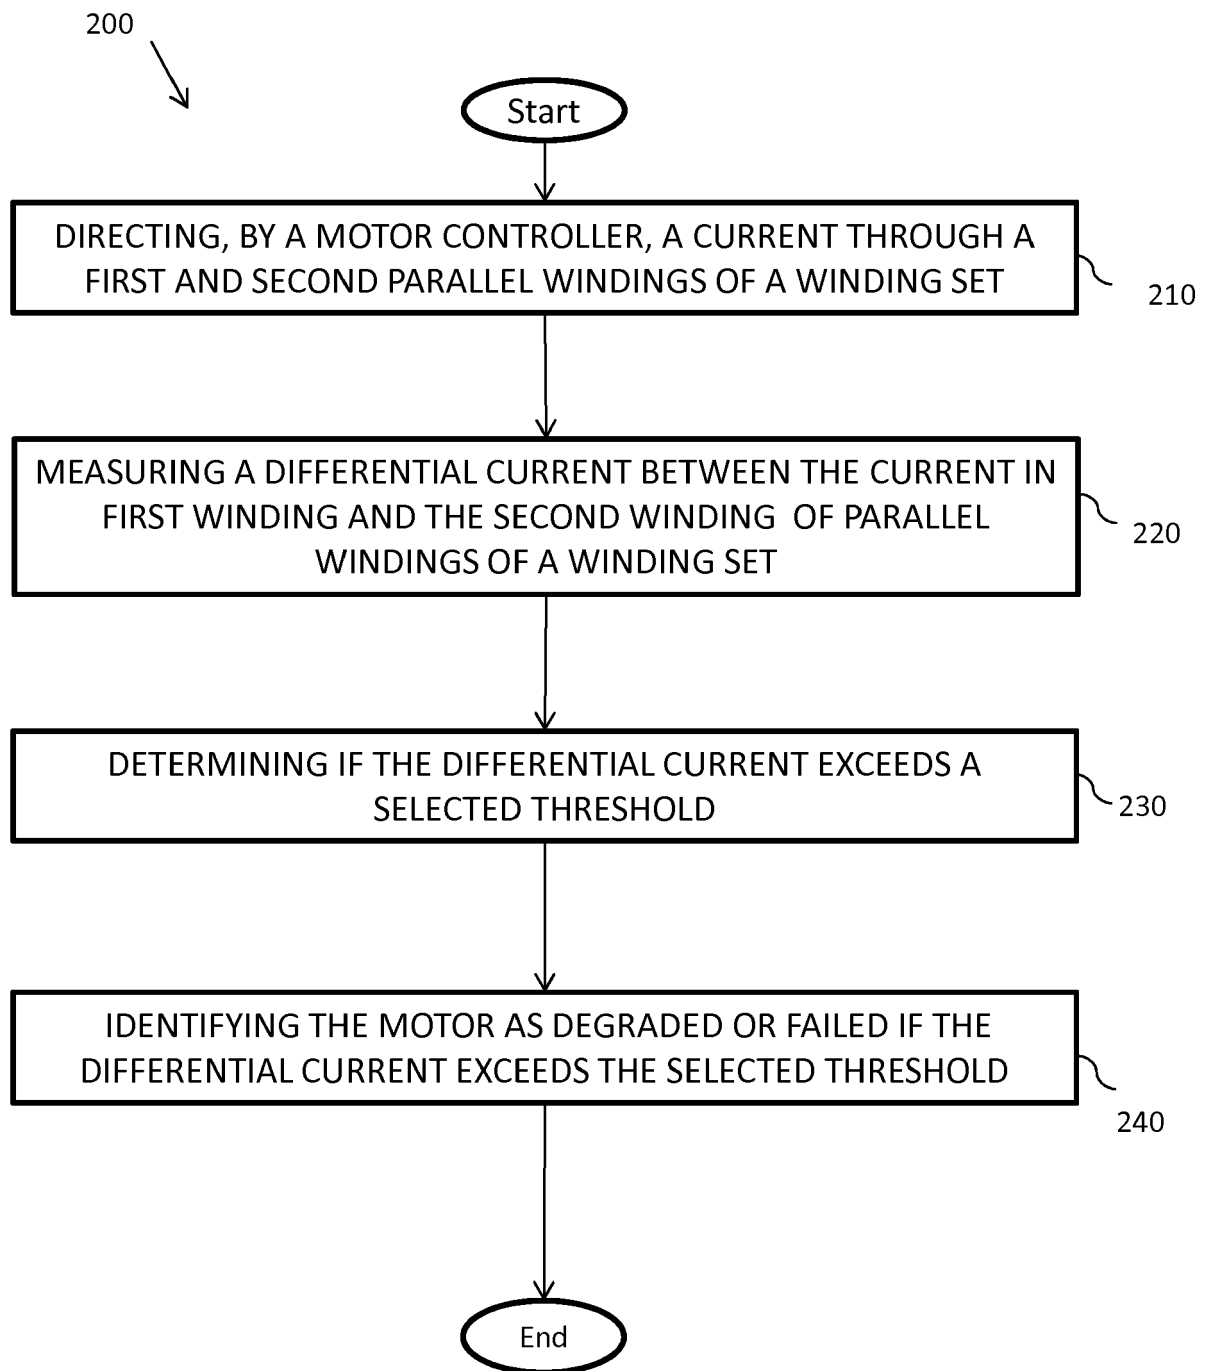 200
Start
DIRECTING, BY A MOTOR CONTROLLER, A CURRENT THROUGH A
FIRST AND SECOND PARALLEL WINDINGS OF A WINDING SET
210
MEASURING A DIFFERENTIAL CURRENT BETWEEN THE CURRENT IN
FIRST WINDING AND THE SECOND WINDING OF PARALLEL
WINDINGS OF A WINDING SET
220
DETERMINING IF THE DIFFERENTIAL CURRENT EXCEEDS A
SELECTED THRESHOLD
230
IDENTIFYING THE MOTOR AS DEGRADED OR FAILED IF THE
DIFFERENTIAL CURRENT EXCEEDS THE SELECTED THRESHOLD
240
End